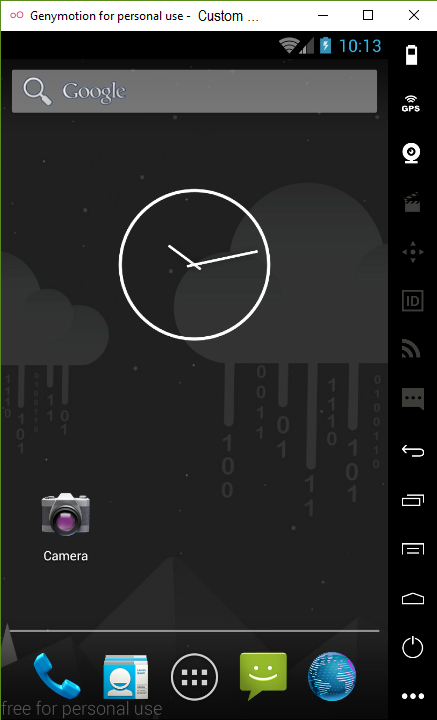 Genymotion for personal use - Custom ...
10:13
Google
GPS
ID
Camera
free for personal use